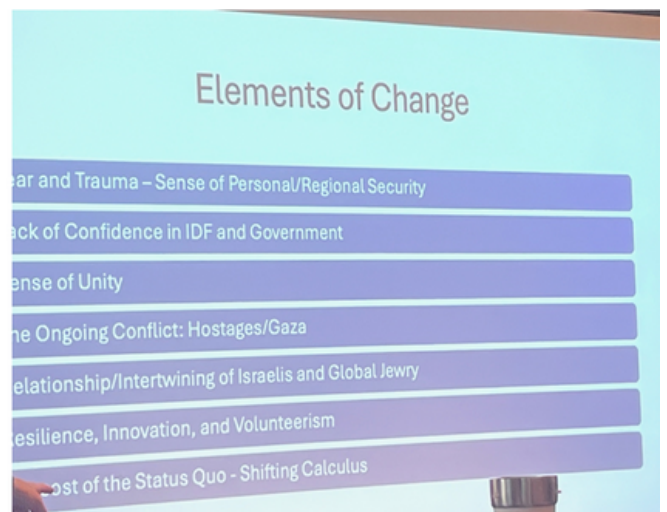 Elements of Change
ear and Trauma – Sense of Personal/Regional Security
ack of Confidence in IDF and Government
ense of Unity
he Ongoing Conflict: Hostages/Gaza
elationship/Intertwining of Israelis and Global Jewry
esilience, Innovation, and Volunteerism
ost of the Status Quo - Shifting Calculus